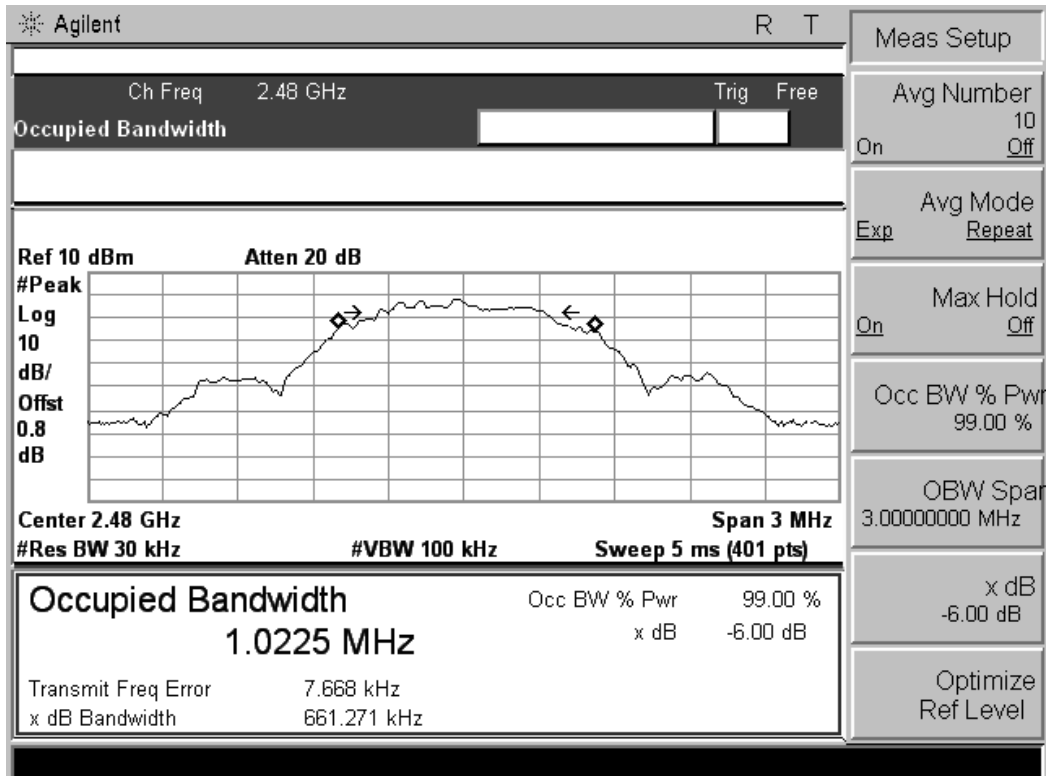 Agilent R T
Ch Freq 2.48 GHz Trig Free
Occupied Bandwidth
Ref 10 dBm Atten 20 dB
#Peak
Log
10
dB/
Offst
0.8
dB
Center 2.48 GHz Span 3 MHz
#Res BW 30 kHz #VBW 100 kHz Sweep 5 ms (401 pts)
Occupied Bandwidth Occ BW % Pwr 99.00 %
1.0225 MHz x dB -6.00 dB
Transmit Freq Error 7.668 kHz
x dB Bandwidth 661.271 kHz
Meas Setup
Avg Number
10
On Off
Avg Mode
Exp Repeat
Max Hold
On Off
Occ BW % Pwr
99.00 %
OBW Span
3.00000000 MHz
x dB
-6.00 dB
Optimize
Ref Level